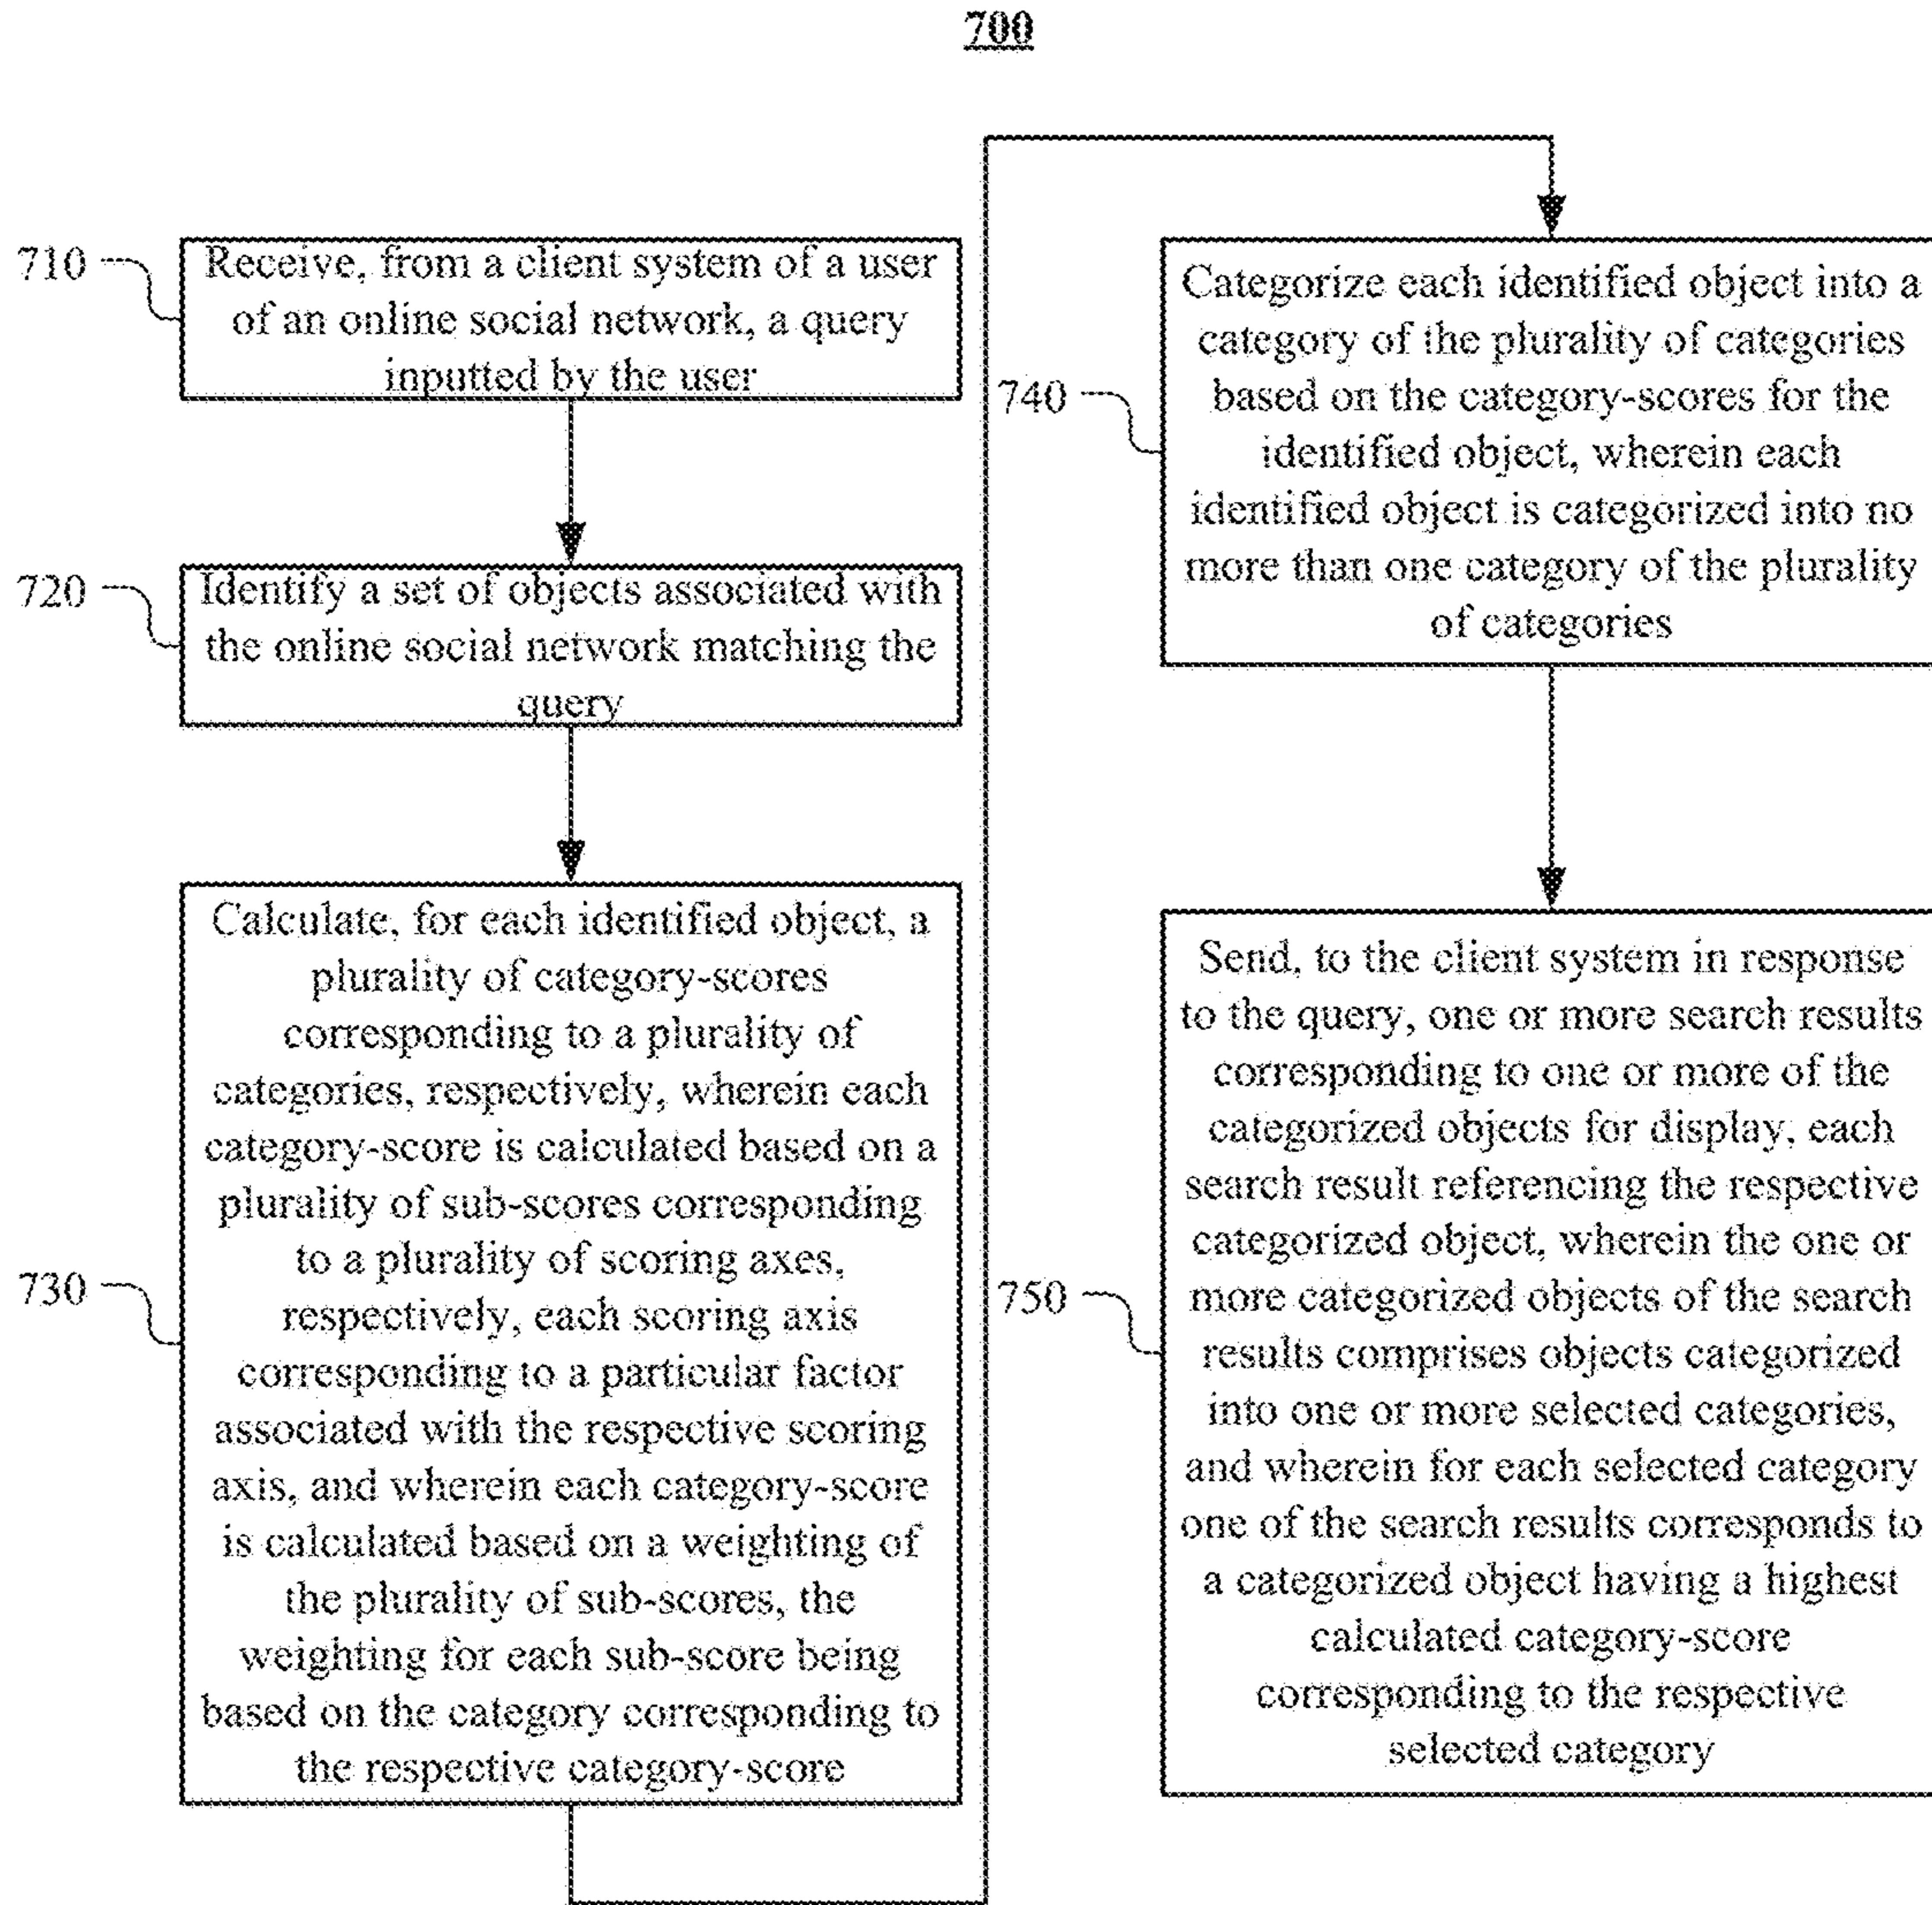 700
710
Receive, from a client system of a user
of an online social network, a query
inputted by the user
720
Identify a set of objects associated with
the online social network matching the
query
730
Calculate, for each identified object, a
plurality of category-scores
corresponding to a plurality of
categories, respectively, wherein each
category-score is calculated based on a
plurality of sub-scores corresponding
to a plurality of scoring axes,
respectively, each scoring axis
corresponding to a particular factor
associated with the respective scoring
axis, and wherein each category-score
is calculated based on a weighting of
the plurality of sub-scores, the
weighting for each sub-score being
based on the category corresponding to
the respective category-score
740
Categorize each identified object into a
category of the plurality of categories
based on the category-scores for the
identified object, wherein each
identified object is categorized into no
more than one category of the plurality
of categories
750
Send, to the client system in response
to the query, one or more search results
corresponding to one or more of the
categorized objects for display, each
search result referencing the respective
categorized object, wherein the one or
more categorized objects of the search
results comprises objects categorized
into one or more selected categories,
and wherein for each selected category
one of the search results corresponds to
a categorized object having a highest
calculated category-score
corresponding to the respective
selected category